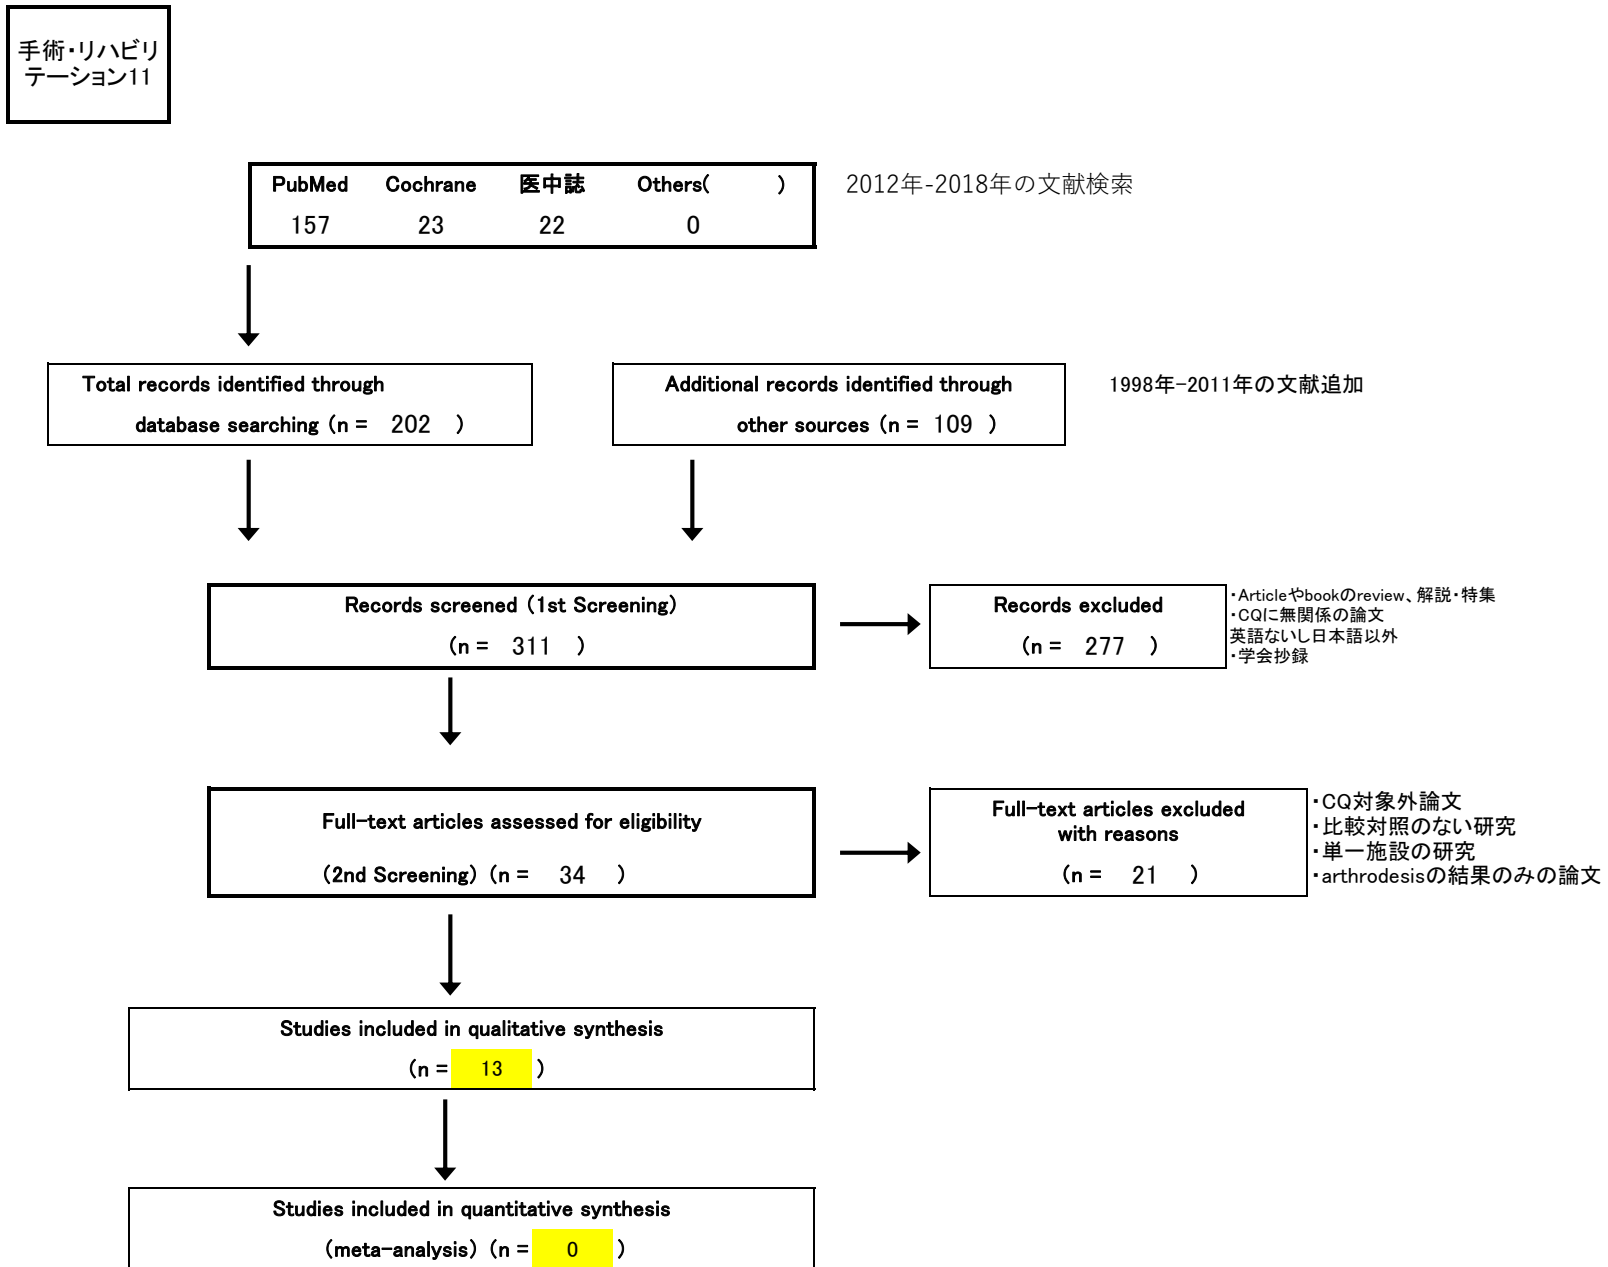 手術・リハビリ
テーション11
PubMed Cochrane 医中誌 Others( )
2012年-2018年の文献検索
157 23 22 0
Total records identified through
database searching (n = 202 )
Additional records identified through
other sources (n = 109 )
1998年-2011年の文献追加
Records screened (1st Screening)
(n = 311 )
Records excluded
(n = 277 )
・Articleやbookのreview、解説・特集
・CQに無関係の論文
英語ないし日本語以外
・学会抄録
Full-text articles assessed for eligibility
(2nd Screening) (n = 34 )
Full-text articles excluded
with reasons
(n = 21 )
・CQ対象外論文
・比較対照のない研究
・単一施設の研究
・arthrodesisの結果のみの論文
Studies included in qualitative synthesis
(n = 13 )
Studies included in quantitative synthesis
(meta-analysis) (n = 0 )